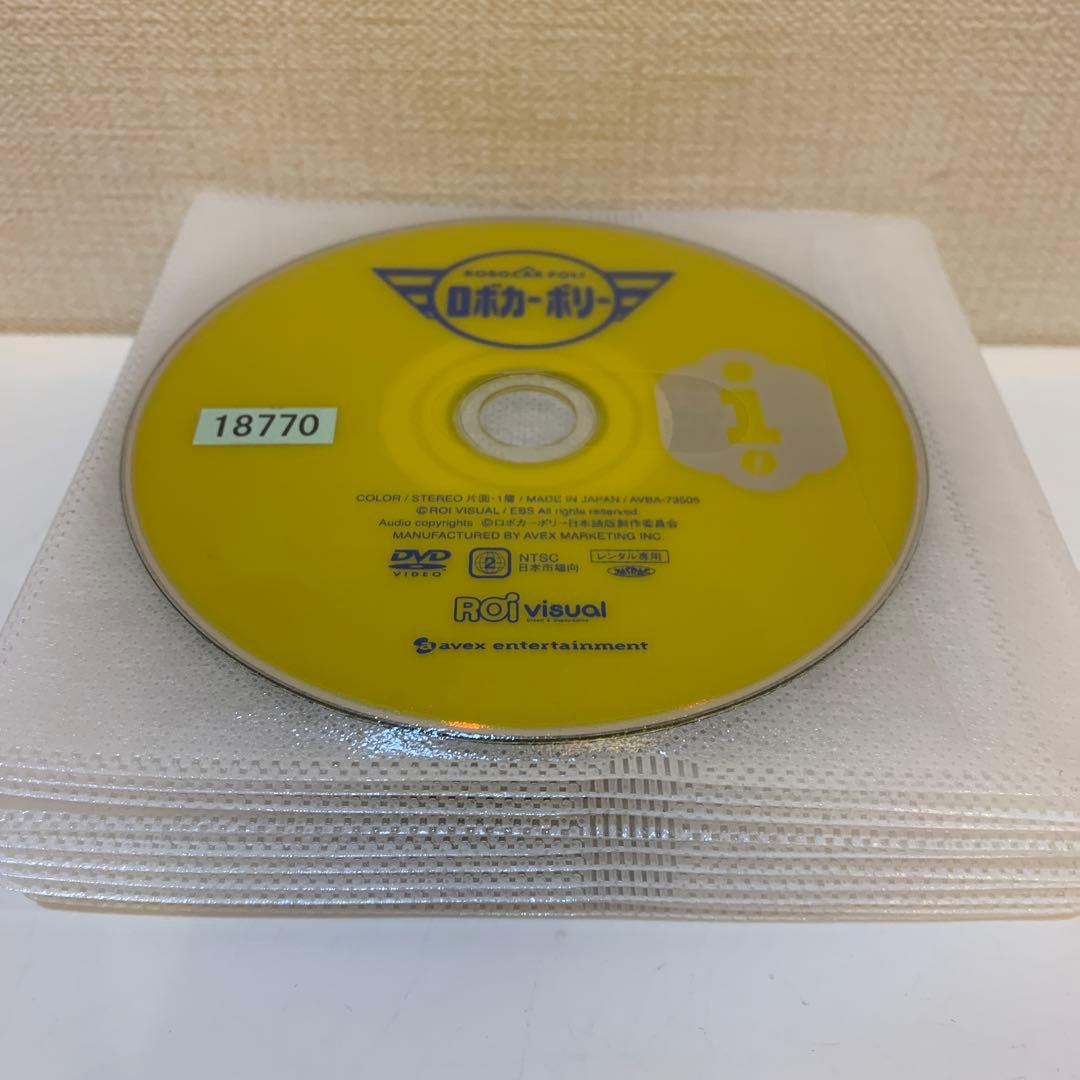 ROBOCAR POLI
ロボカーポリー
1
18770
COLOR / STEREO 片面・1層 / MADE IN JAPAN / AVBA-73505
©ROI VISUAL / EBS All rights reserved.
Audio copyrights ©ロボカーポリー日本語版製作委員会
MANUFACTURED BY AVEX MARKETING INC.
DVD
VIDEO
2
NTSC
日本市場向
レンタル専用
JASRAC
ROi visual
a avex entertainment